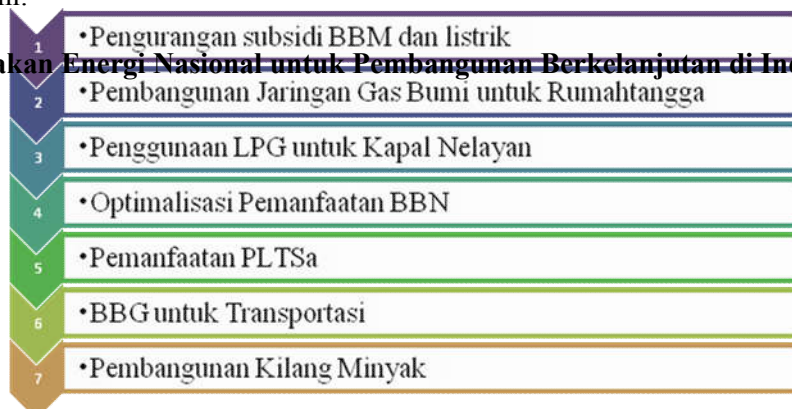 1 •Pengurangan subsidi BBM dan listrik
akan Energi Nasional untuk Pembangunan Berkelanjutan di
2 •Pembangunan Jaringan Gas Bumi untuk Rumahtangga
3 •Penggunaan LPG untuk Kapal Nelayan
4 •Optimalisasi Pemanfaatan BBN
5 •Pemanfaatan PLTSa
6 •BBG untuk Transportasi
7 •Pembangunan Kilang Minyak